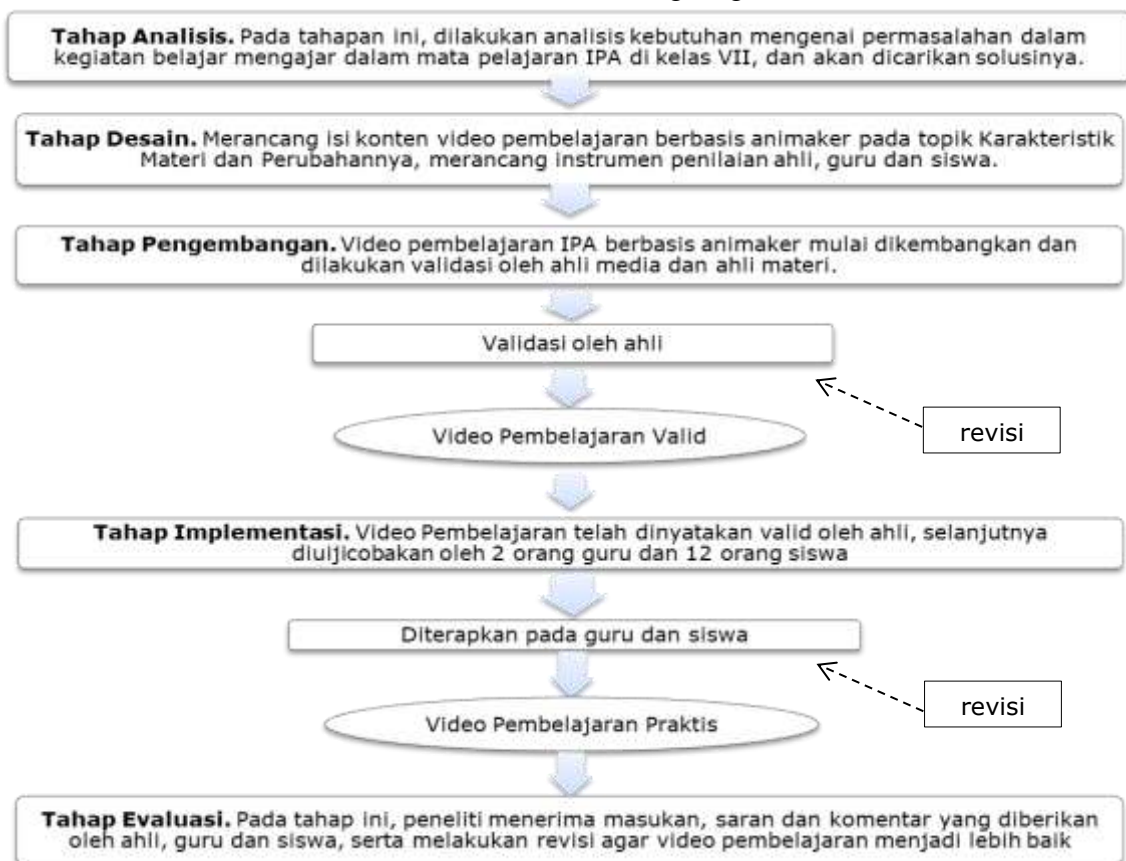 Tahap Analisis. Pada tahapan ini, dilakukan analisis kebutuhan mengenai permasalahan dalam
kegiatan belajar mengajar dalam mata pelajaran IPA di kelas VII, dan akan dicarikan solusinya.
Tahap Desain. Merancang isi konten video pembelajaran berbasis animaker pada topik Karakteristik
Materi dan Perubahannya, merancang instrumen penilaian ahli, guru dan siswa.
Tahap Pengembangan. Video pembelajaran IPA berbasis animaker mulai dikembangkan dan
dilakukan validasi oleh ahli media dan ahli materi.
Validasi oleh ahli
Video Pembelajaran Valid
revisi
Tahap Implementasi. Video Pembelajaran telah dinyatakan valid oleh ahli, selanjutnya
diuijicobakan oleh 2 orang guru dan 12 orang siswa
Diterapkan pada guru dan siswa
revisi
Video Pembelajaran Praktis
Tahap Evaluasi. Pada tahap ini, peneliti menerima masukan, saran dan komentar yang diberikan
oleh ahli, guru dan siswa, serta melakukan revisi agar video pembelajaran menjadi lebih baik